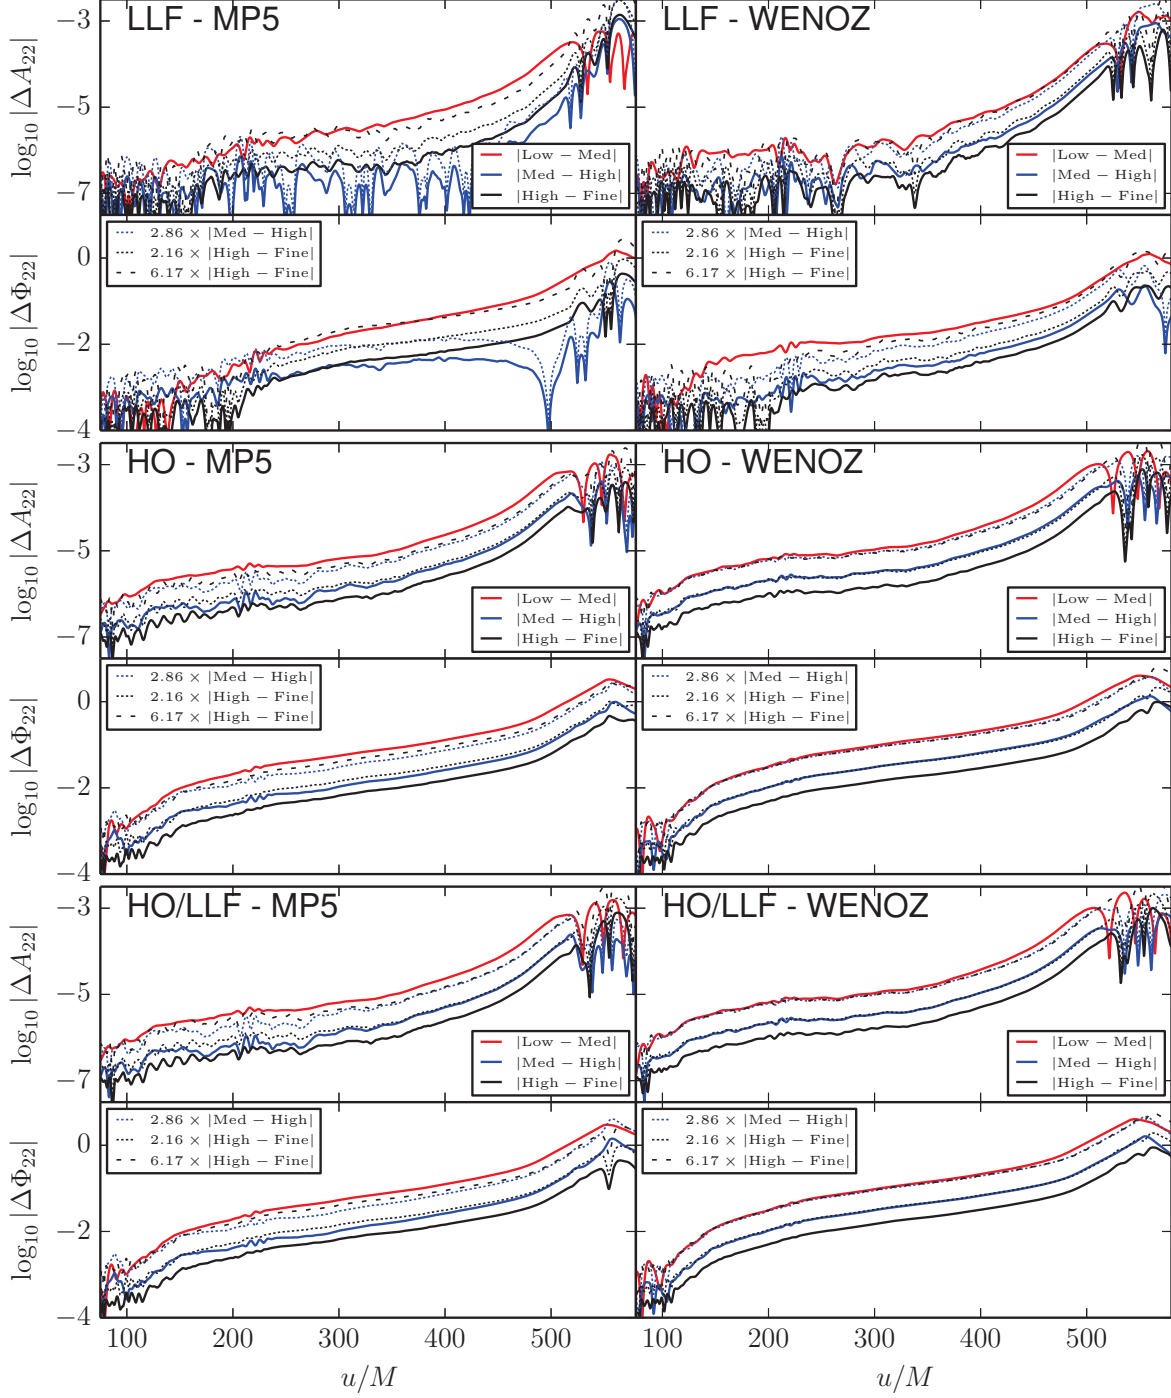 LLF - MP5
LLF - WENOZ
log₁₀ |ΔA₂₂|
−3
−5
−7
|Low − Med|
|Med − High|
|High − Fine|
|Low − Med|
|Med − High|
|High − Fine|
log₁₀ |ΔΦ₂₂|
0
−2
−4
2.86 × |Med − High|
2.16 × |High − Fine|
6.17 × |High − Fine|
2.86 × |Med − High|
2.16 × |High − Fine|
6.17 × |High − Fine|
HO - MP5
HO - WENOZ
log₁₀ |ΔA₂₂|
−3
−5
−7
|Low − Med|
|Med − High|
|High − Fine|
|Low − Med|
|Med − High|
|High − Fine|
log₁₀ |ΔΦ₂₂|
0
−2
−4
2.86 × |Med − High|
2.16 × |High − Fine|
6.17 × |High − Fine|
2.86 × |Med − High|
2.16 × |High − Fine|
6.17 × |High − Fine|
HO/LLF - MP5
HO/LLF - WENOZ
log₁₀ |ΔA₂₂|
−3
−5
−7
|Low − Med|
|Med − High|
|High − Fine|
|Low − Med|
|Med − High|
|High − Fine|
log₁₀ |ΔΦ₂₂|
0
−2
−4
2.86 × |Med − High|
2.16 × |High − Fine|
6.17 × |High − Fine|
2.86 × |Med − High|
2.16 × |High − Fine|
6.17 × |High − Fine|
100 200 300 400 500 100 200 300 400 500
u/M u/M